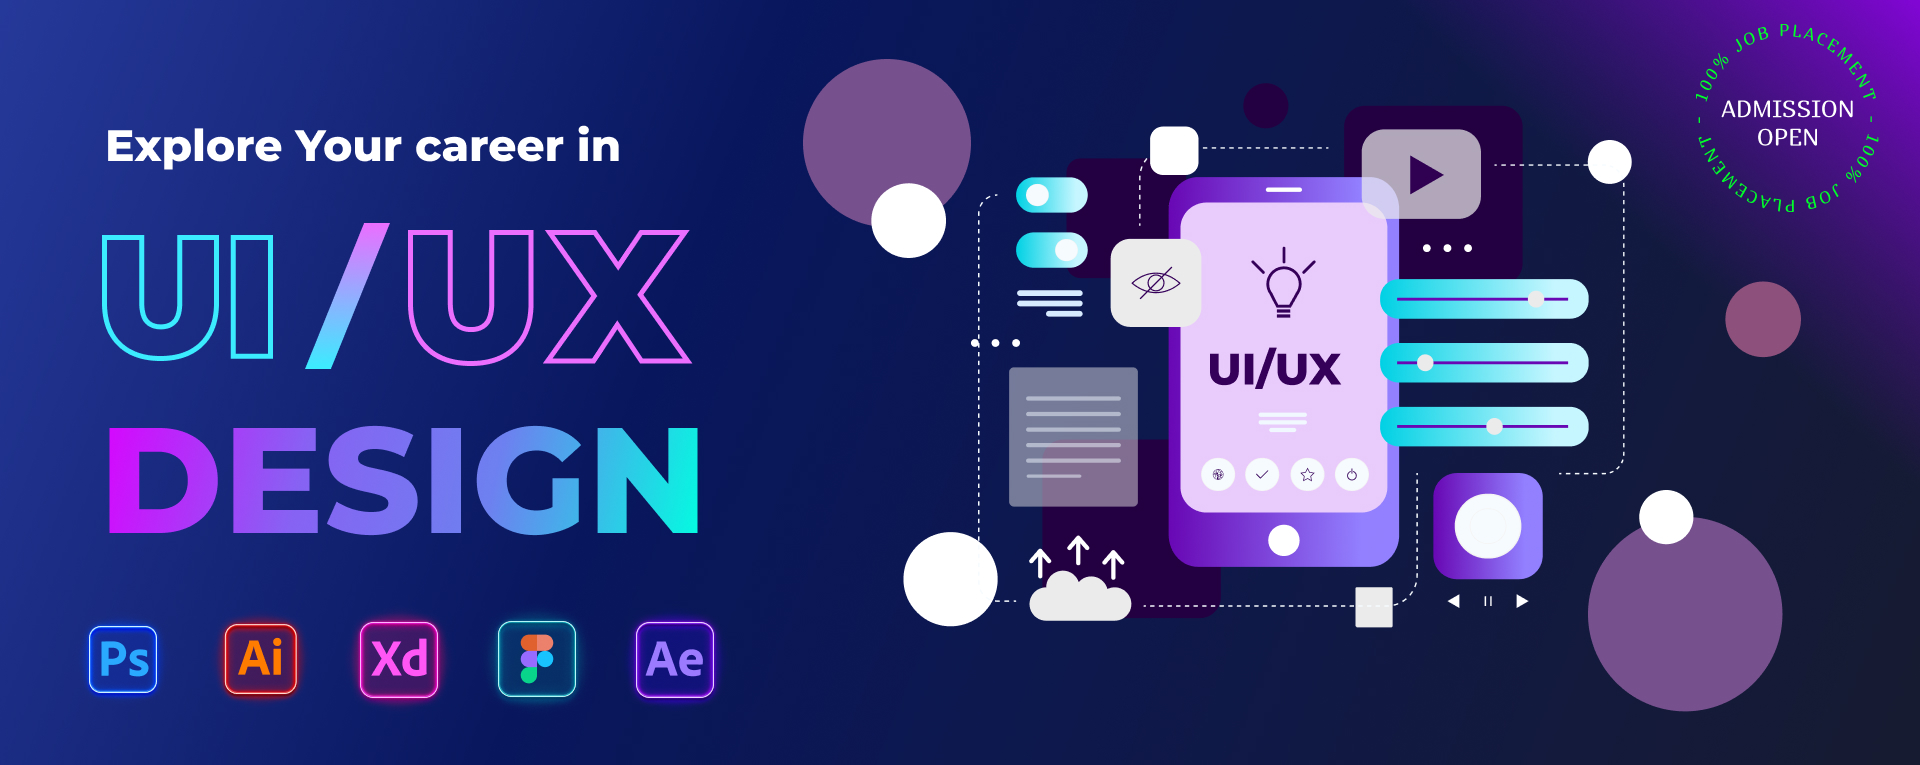 Explore Your career in
UI/UX
DESIGN
Ps Ai Xd Ae
UI/UX
100% JOB PLACEMENT - 100% JOB PLACEMENT -
ADMISSION
OPEN